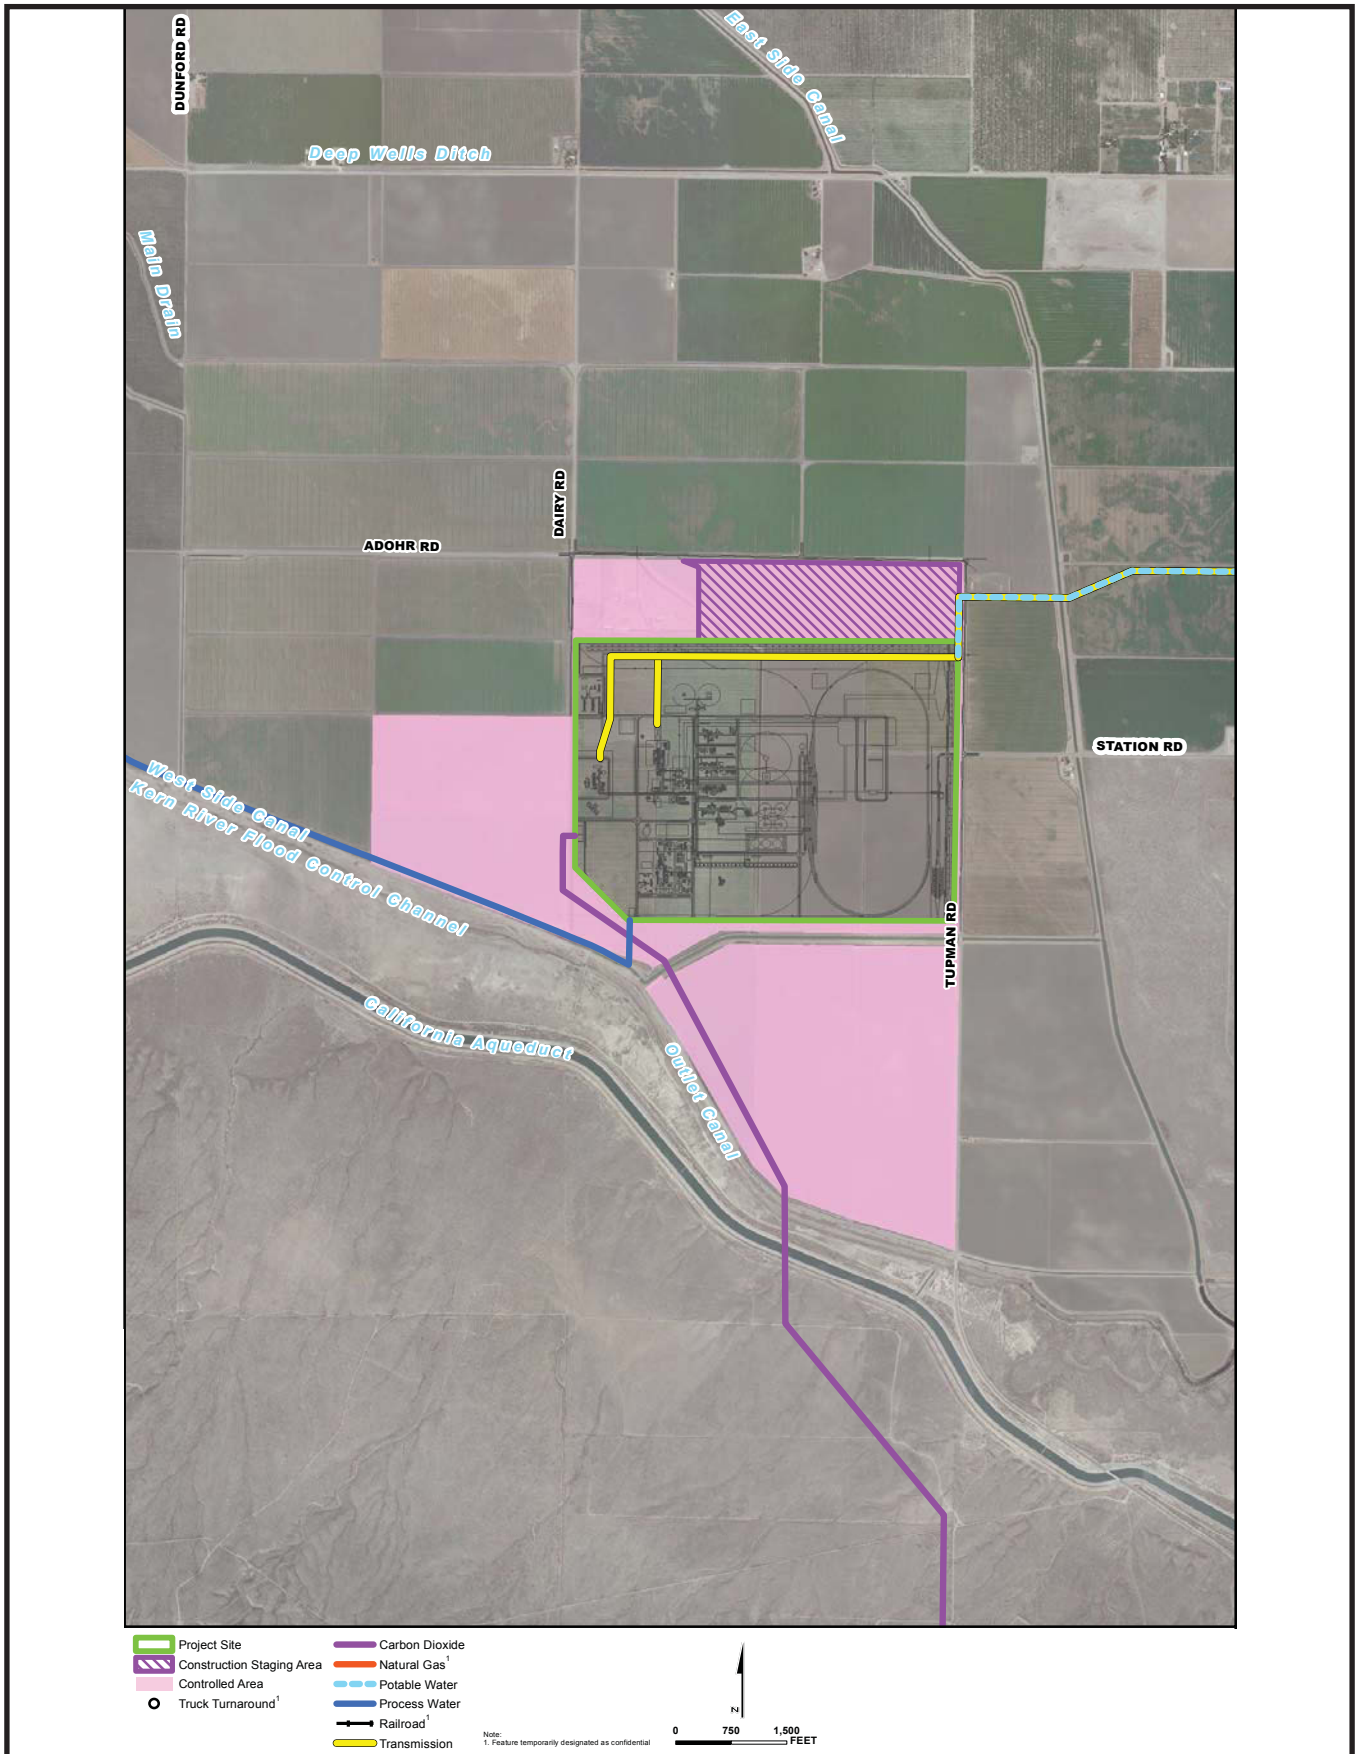 DUNFORD RD
East Side Canal
Deep Wells Ditch
Main Drain
DAIRY RD
ADOHR RD
STATION RD
West Side Canal
Kern River Flood Control Channel
TUPMAN RD
California Aqueduct
Outlet Canal
Project Site
Construction Staging Area
Controlled Area
Truck Turnaround1
Carbon Dioxide
Natural Gas1
Potable Water
Process Water
Railroad1
Transmission
Note:
1. Feature temporarily designated as confidential
N
0 750 1,500
FEET